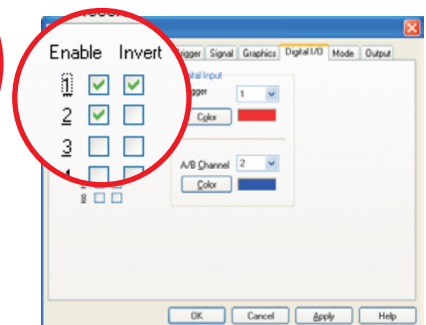 Enable Invert
Trigger Signal Graphics Digital I/O Mode Output
1
2
3
Digital Input
Trigger 1
Color
A/B Channel 2
Color
8
OK Cancel Apply Help